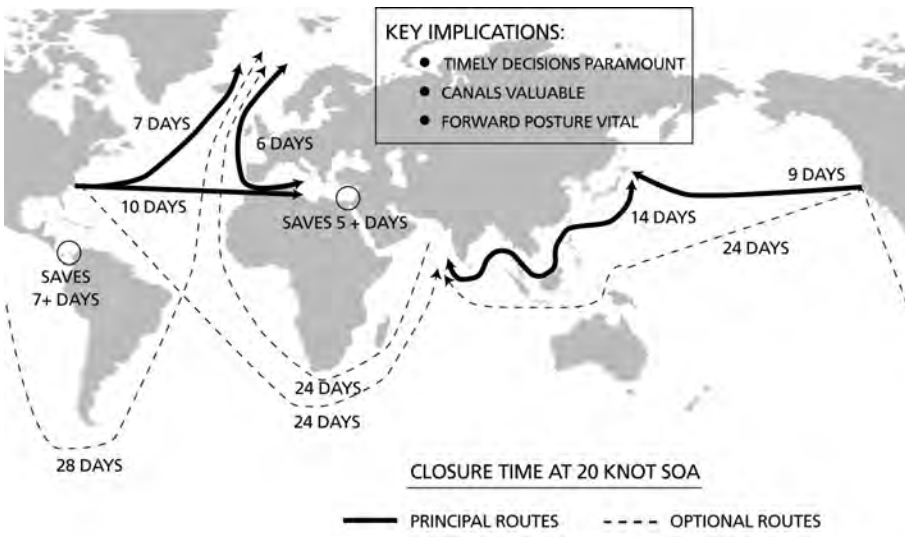 KEY IMPLICATIONS:
● TIMELY DECISIONS PARAMOUNT
● CANALS VALUABLE
● FORWARD POSTURE VITAL
7 DAYS
6 DAYS
9 DAYS
10 DAYS
SAVES 5 + DAYS
14 DAYS
24 DAYS
SAVES
7+ DAYS
24 DAYS
24 DAYS
28 DAYS
CLOSURE TIME AT 20 KNOT SOA
PRINCIPAL ROUTES
OPTIONAL ROUTES